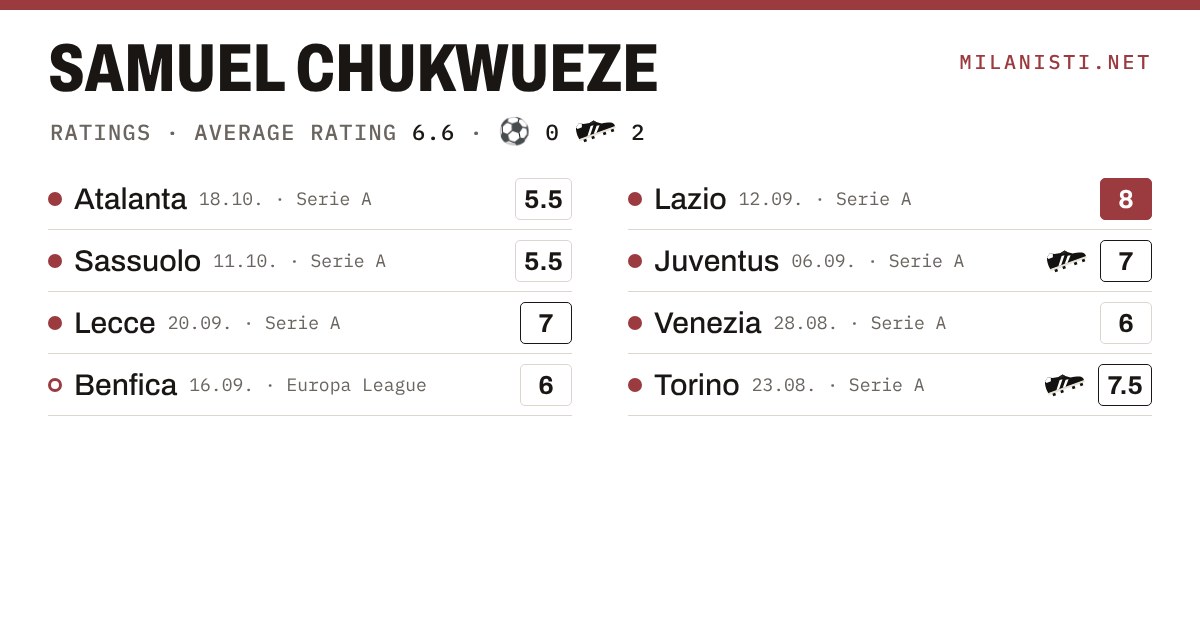 SAMUEL CHUKWUEZE
MILANISTI.NET
RATINGS · AVERAGE RATING 6.6 · ⚽ 0 2
Atalanta 18.10. · Serie A 5.5
Sassuolo 11.10. · Serie A 5.5
Lecce 20.09. · Serie A 7
Benfica 16.09. · Europa League 6
Lazio 12.09. · Serie A 8
Juventus 06.09. · Serie A 7
Venezia 28.08. · Serie A 6
Torino 23.08. · Serie A 7.5